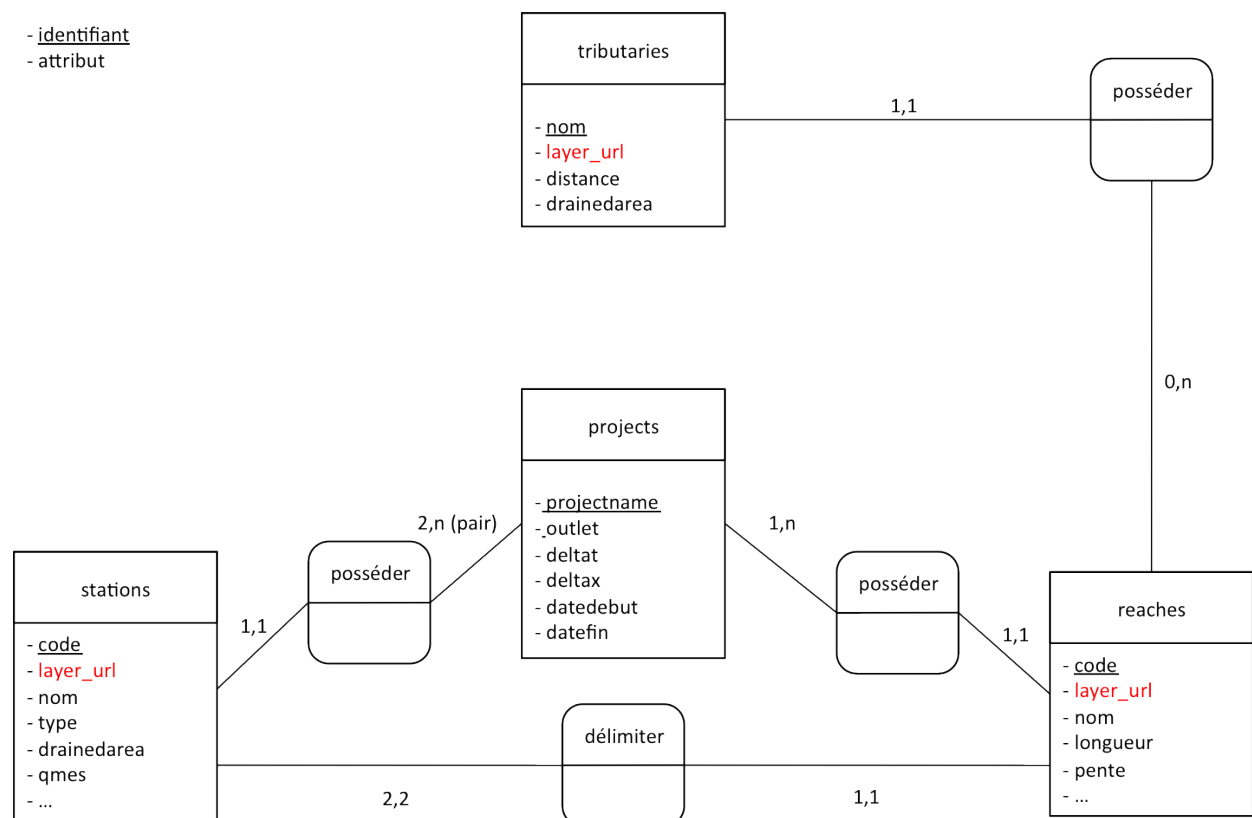 - identifiant
- attribut
tributaries
- nom
- layer_url
- distance
- drainedarea
1,1
posséder
0,n
projects
- projectname
- outlet
- deltat
- deltax
- datedebut
- datefin
2,n (pair)
1,n
posséder
posséder
1,1
1,1
stations
- code
- layer_url
- nom
- type
- drainedarea
- qmes
- ...
reaches
- code
- layer_url
- nom
- longueur
- pente
- ...
délimiter
2,2
1,1